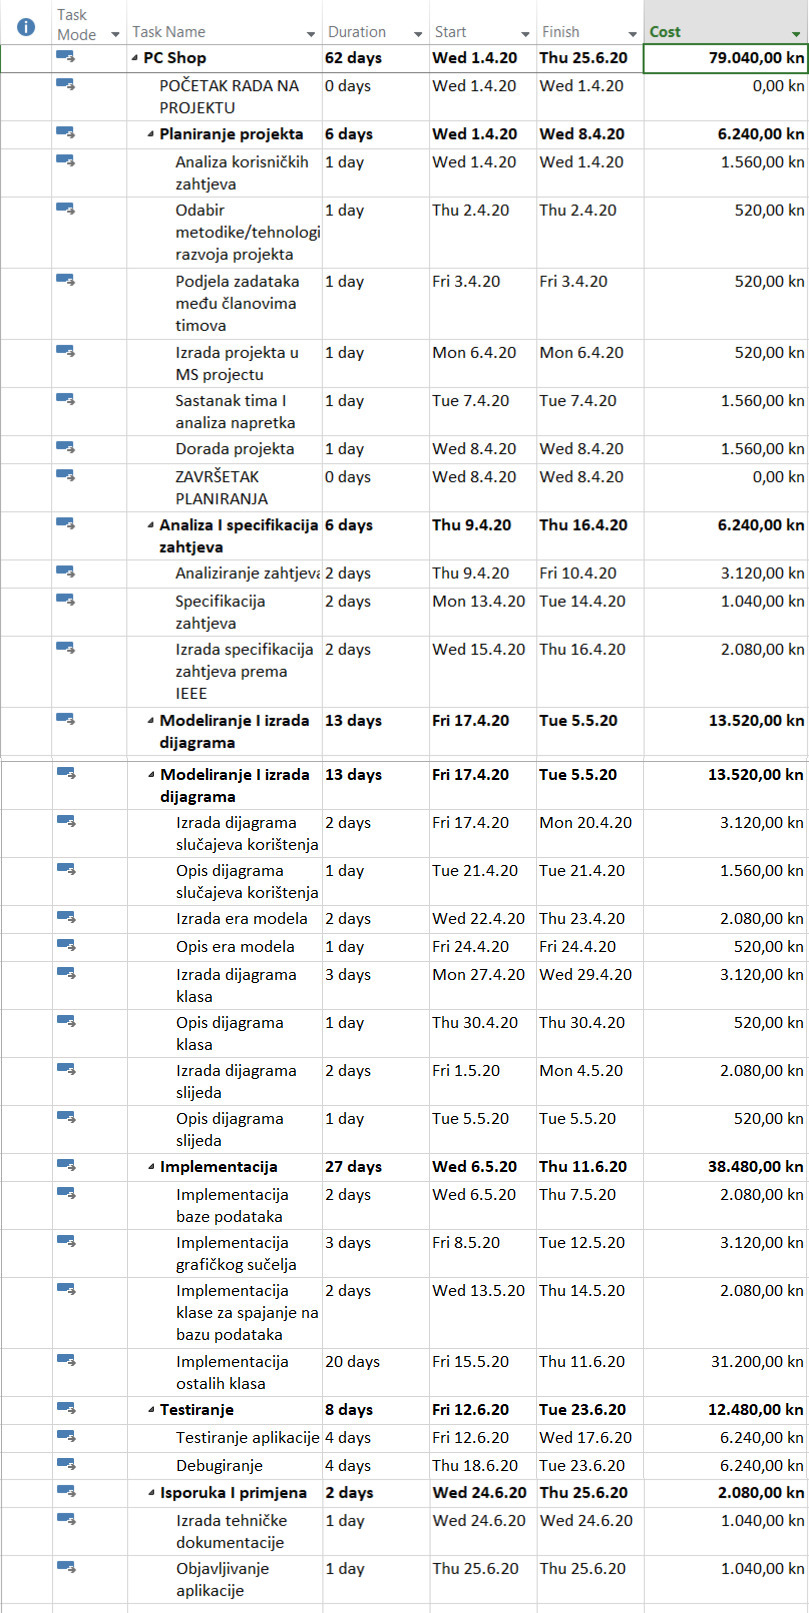 Task Mode Task Name Duration Start Finish Cost
PC Shop 62 days Wed 1.4.20 Thu 25.6.20 79.040,00 kn
POČETAK RADA NA 0 days Wed 1.4.20 Wed 1.4.20 0,00 kn
PROJEKTU
Planiranje projekta 6 days Wed 1.4.20 Wed 8.4.20 6.240,00 kn
Analiza korisničkih 1 day Wed 1.4.20 Wed 1.4.20 1.560,00 kn
zahtjeva
Odabir 1 day Thu 2.4.20 Thu 2.4.20 520,00 kn
metodike/tehnologi
razvoja projekta
Podjela zadataka 1 day Fri 3.4.20 Fri 3.4.20 520,00 kn
među članovima
timova
Izrada projekta u 1 day Mon 6.4.20 Mon 6.4.20 520,00 kn
MS projectu
Sastanak tima I 1 day Tue 7.4.20 Tue 7.4.20 1.560,00 kn
analiza napretka
Dorada projekta 1 day Wed 8.4.20 Wed 8.4.20 1.560,00 kn
ZAVRŠETAK 0 days Wed 8.4.20 Wed 8.4.20 0,00 kn
PLANIRANJA
Analiza I specifikacija 6 days Thu 9.4.20 Thu 16.4.20 6.240,00 kn
zahtjeva
Analiziranje zahtjeva 2 days Thu 9.4.20 Fri 10.4.20 3.120,00 kn
Specifikacija 2 days Mon 13.4.20 Tue 14.4.20 1.040,00 kn
zahtjeva
Izrada specifikacija 2 days Wed 15.4.20 Thu 16.4.20 2.080,00 kn
zahtjeva prema
IEEE
Modeliranje I izrada 13 days Fri 17.4.20 Tue 5.5.20 13.520,00 kn
dijagrama
Modeliranje I izrada 13 days Fri 17.4.20 Tue 5.5.20 13.520,00 kn
dijagrama
Izrada dijagrama 2 days Fri 17.4.20 Mon 20.4.20 3.120,00 kn
slučajeva korištenja
Opis dijagrama 1 day Tue 21.4.20 Tue 21.4.20 1.560,00 kn
slučajeva korištenja
Izrada era modela 2 days Wed 22.4.20 Thu 23.4.20 2.080,00 kn
Opis era modela 1 day Fri 24.4.20 Fri 24.4.20 520,00 kn
Izrada dijagrama 3 days Mon 27.4.20 Wed 29.4.20 3.120,00 kn
klasa
Opis dijagrama 1 day Thu 30.4.20 Thu 30.4.20 520,00 kn
klasa
Izrada dijagrama 2 days Fri 1.5.20 Mon 4.5.20 2.080,00 kn
slijeda
Opis dijagrama 1 day Tue 5.5.20 Tue 5.5.20 520,00 kn
slijeda
Implementacija 27 days Wed 6.5.20 Thu 11.6.20 38.480,00 kn
Implementacija 2 days Wed 6.5.20 Thu 7.5.20 2.080,00 kn
baze podataka
Implementacija 3 days Fri 8.5.20 Tue 12.5.20 3.120,00 kn
grafičkog sučelja
Implementacija 2 days Wed 13.5.20 Thu 14.5.20 2.080,00 kn
klase za spajanje na
bazu podataka
Implementacija 20 days Fri 15.5.20 Thu 11.6.20 31.200,00 kn
ostalih klasa
Testiranje 8 days Fri 12.6.20 Tue 23.6.20 12.480,00 kn
Testiranje aplikacije 4 days Fri 12.6.20 Wed 17.6.20 6.240,00 kn
Debugiranje 4 days Thu 18.6.20 Tue 23.6.20 6.240,00 kn
Isporuka I primjena 2 days Wed 24.6.20 Thu 25.6.20 2.080,00 kn
Izrada tehničke 1 day Wed 24.6.20 Wed 24.6.20 1.040,00 kn
dokumentacije
Objavljivanje 1 day Thu 25.6.20 Thu 25.6.20 1.040,00 kn
aplikacije